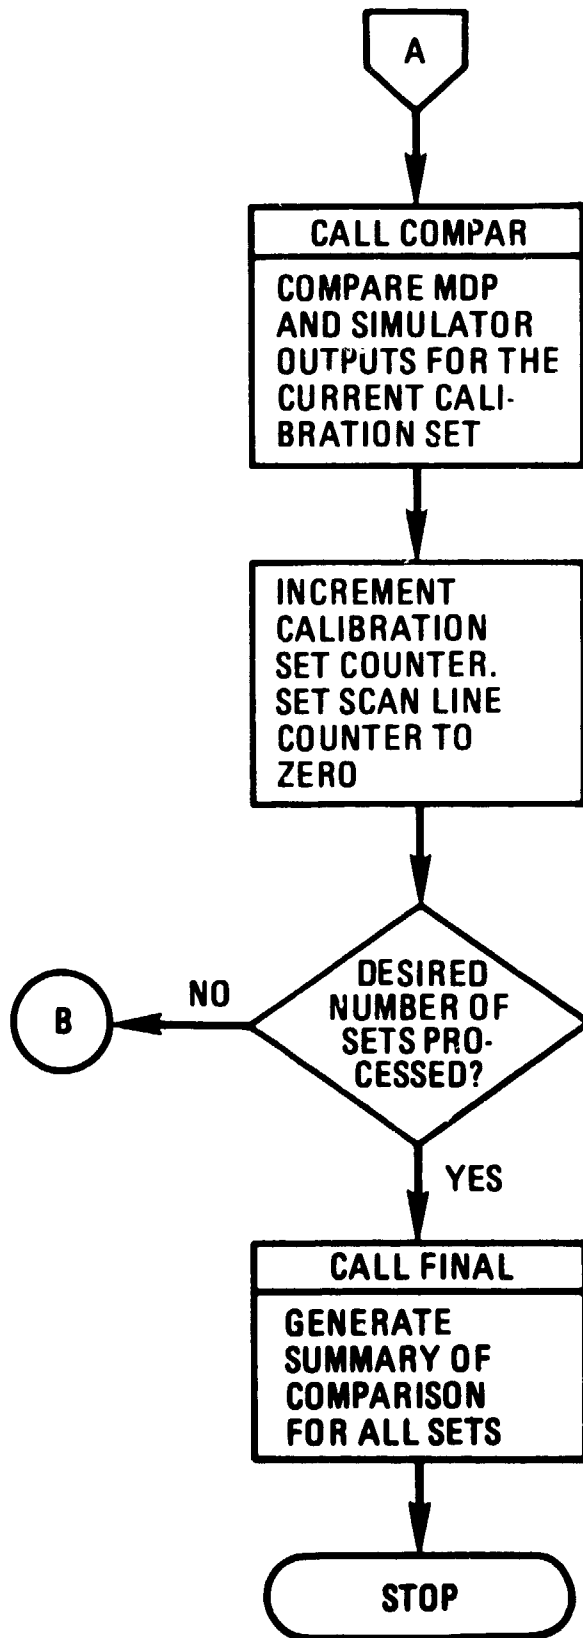 A
CALL COMPAR
COMPARE MDP
AND SIMULATOR
OUTPUTS FOR THE
CURRENT CALI-
BRATION SET
INCREMENT
CALIBRATION
SET COUNTER.
SET SCAN LINE
COUNTER TO
ZERO
DESIRED
NUMBER OF
SETS PRO-
CESSED?
NO
B
YES
CALL FINAL
GENERATE
SUMMARY OF
COMPARISON
FOR ALL SETS
STOP